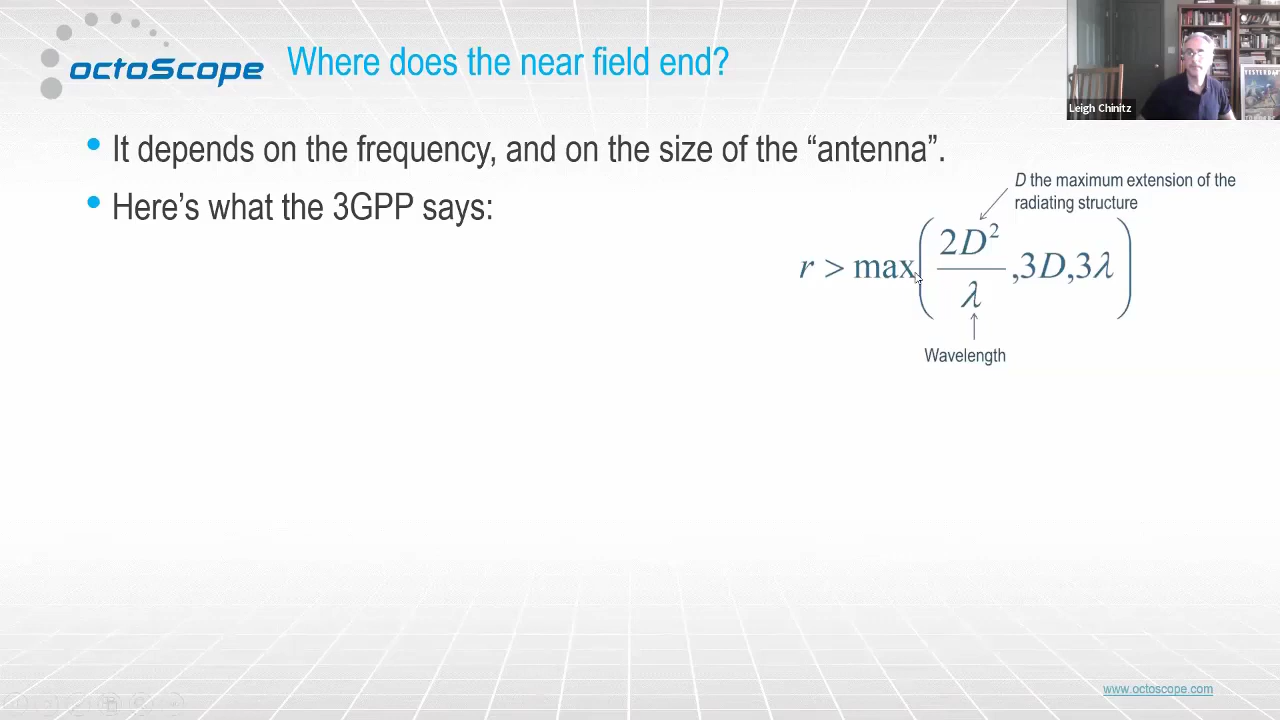 octoScope
Where does the near field end?
Leigh Chinitz
• It depends on the frequency, and on the size of the “antenna”.
• Here’s what the 3GPP says:
D the maximum extension of the
radiating structure
r > max(2D²/λ ,3D,3λ)
Wavelength
www.octoscope.com